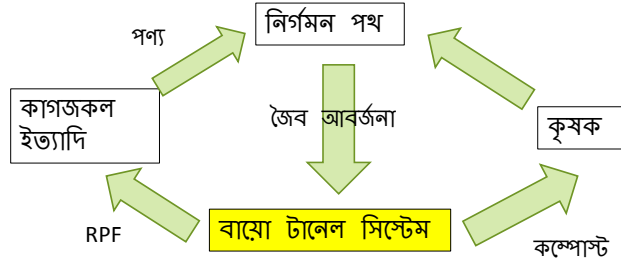 নির্গমন পথ
পণ্য
কাগজকল
ইত্যাদি
জৈব আবর্জনা
কৃষক
RPF
বায়ো টানেল সিস্টেম
কম্পোস্ট